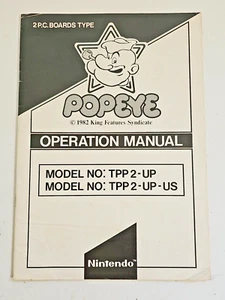 2 P.C. BOARDS TYPE
POPEYE
© 1982 King Features Syndicate
OPERATION MANUAL
MODEL NO: TPP2-UP
MODEL NO: TPP2-UP-US
Nintendo™